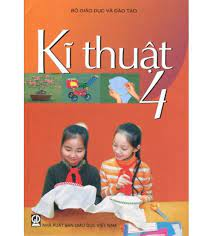 BỘ GIÁO DỤC VÀ ĐÀO TẠO
Kĩ thuật
4
NHÀ XUẤT BẢN GIÁO DỤC VIỆT NAM